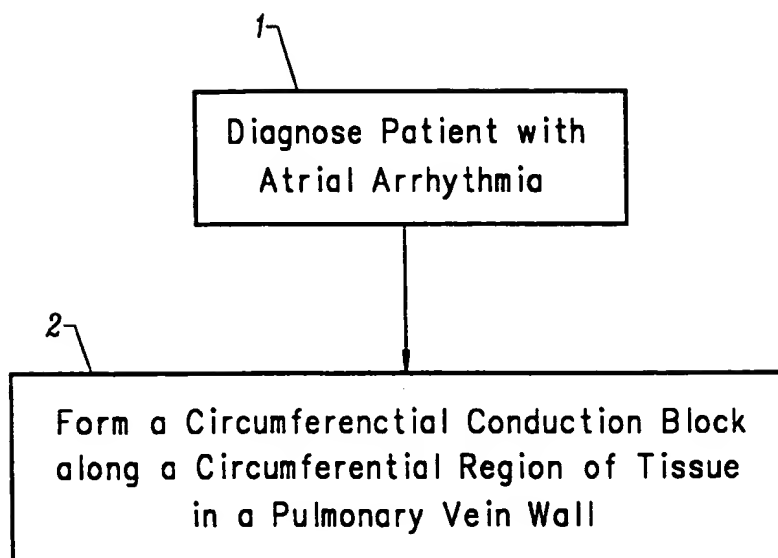 1
Diagnose Patient with
Atrial Arrhythmia
2
Form a Circumferenctial Conduction Block
along a Circumferential Region of Tissue
in a Pulmonary Vein Wall